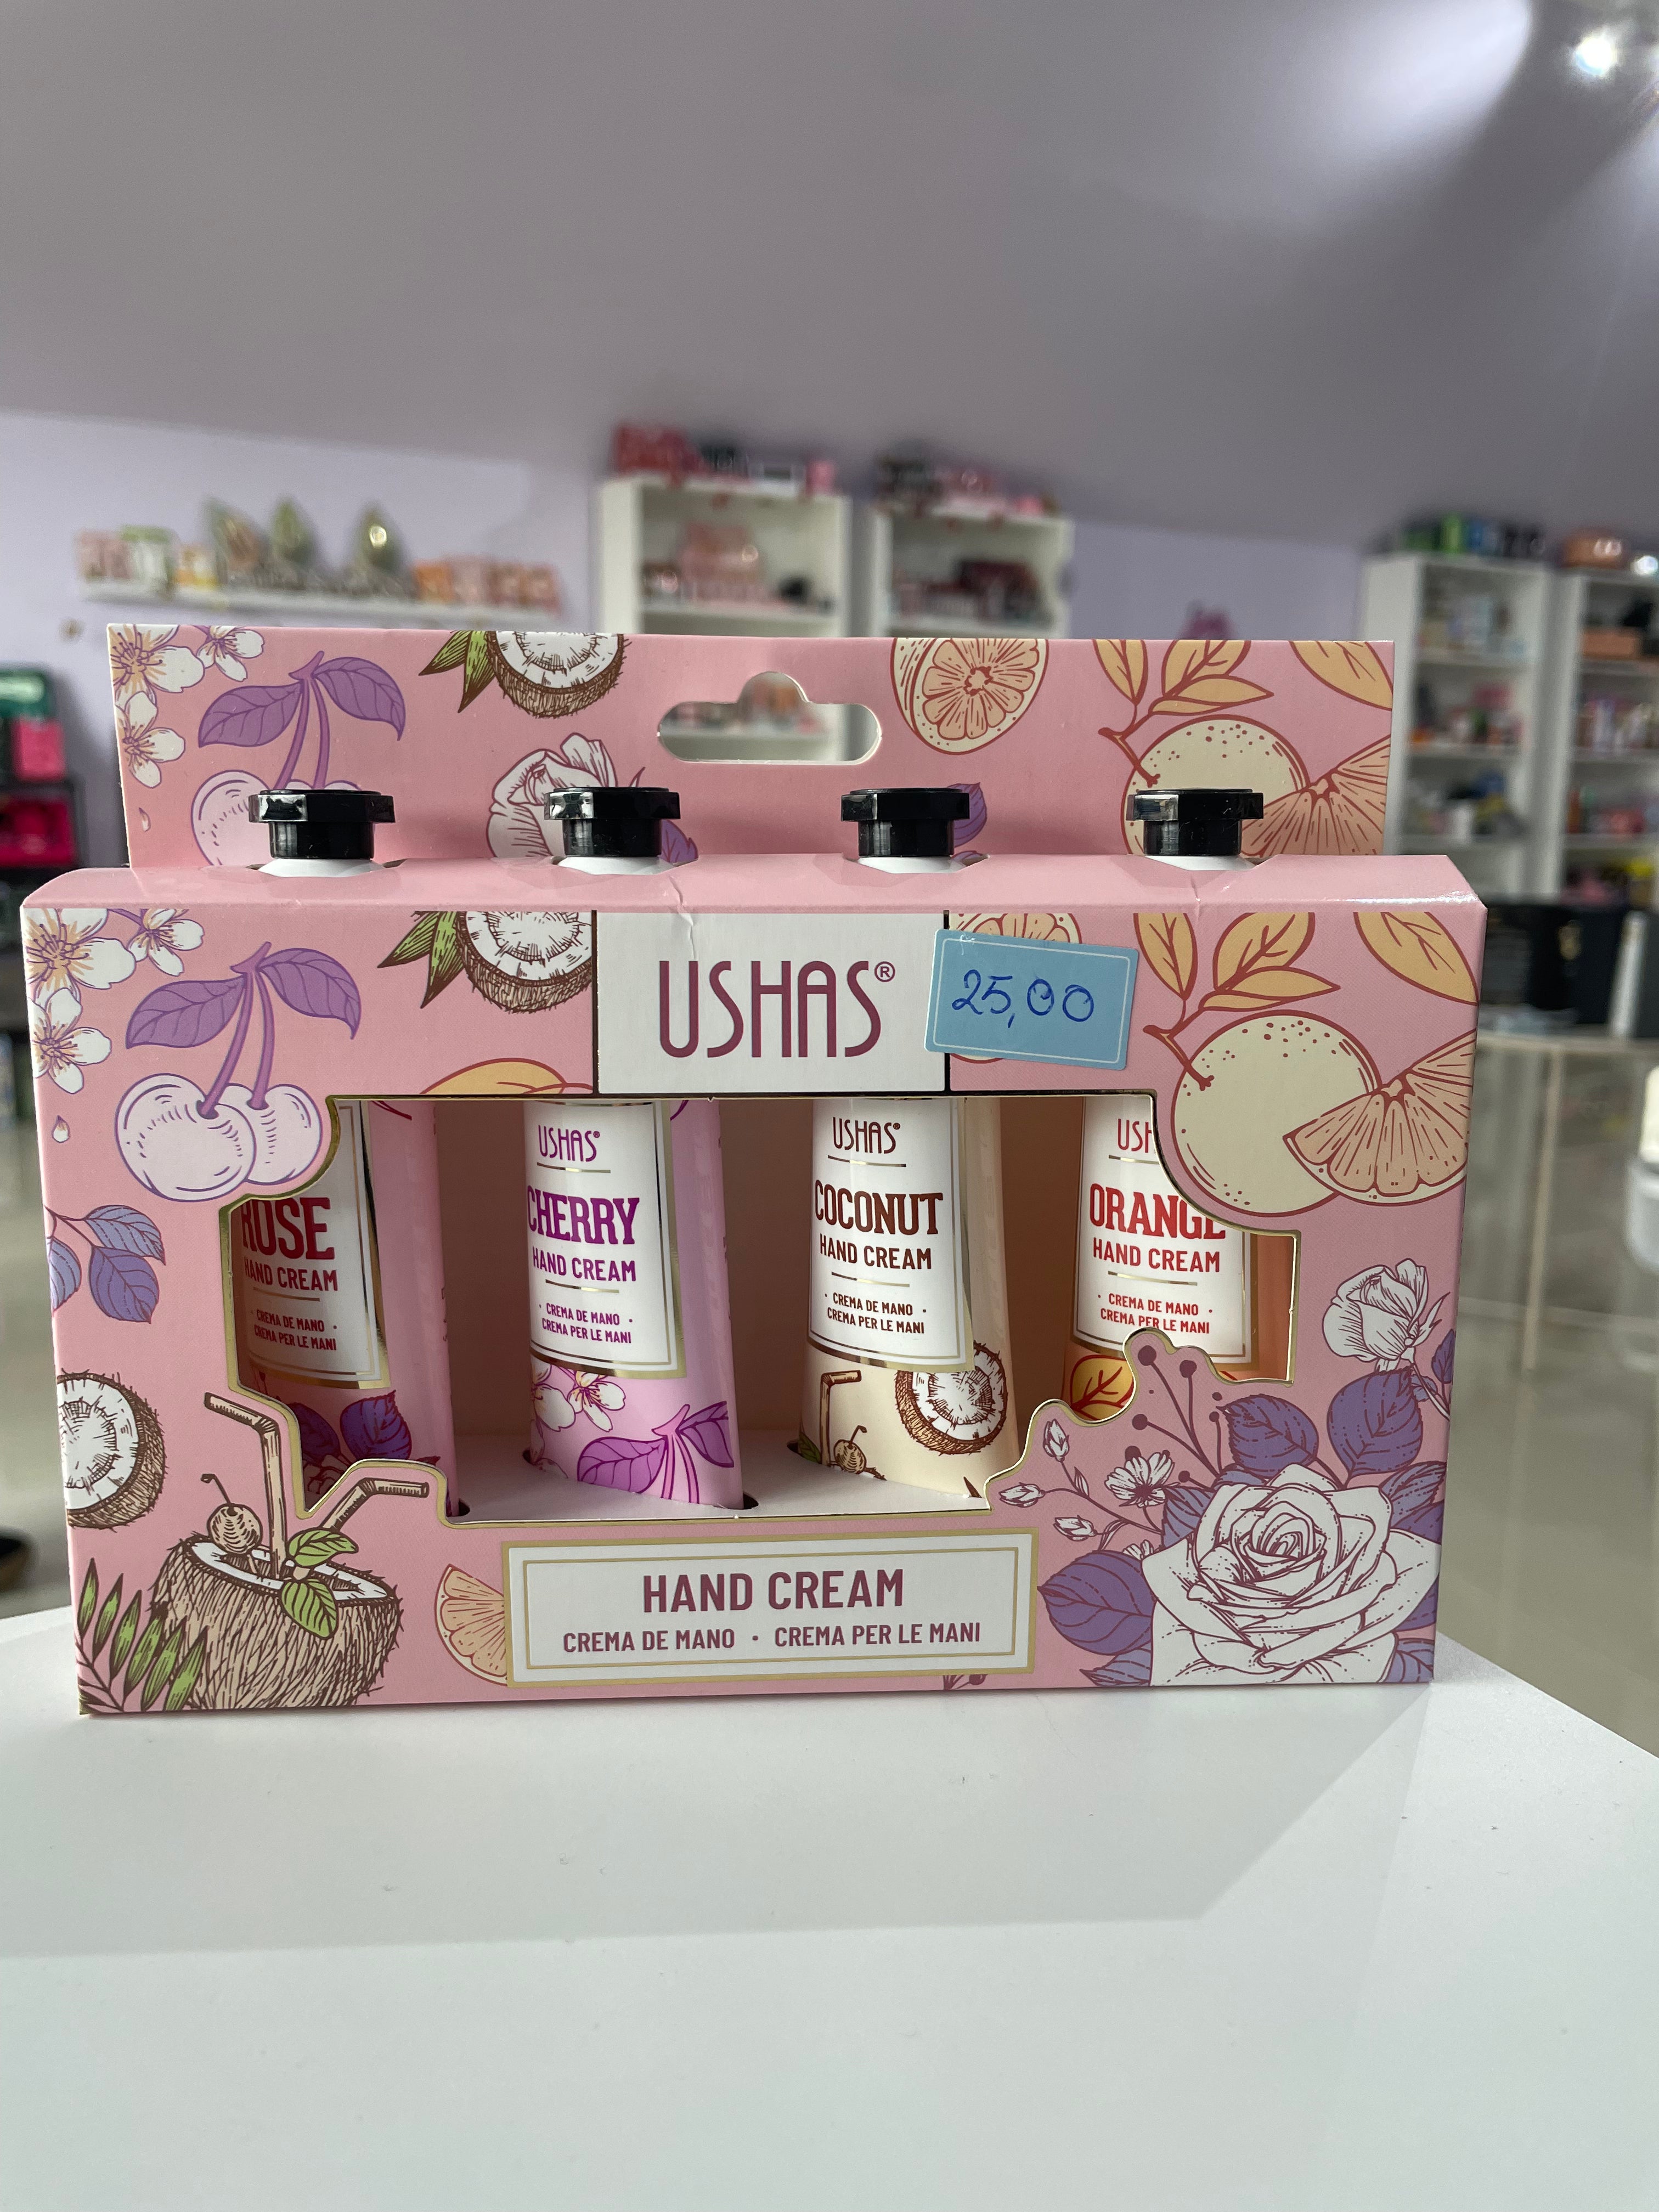 USHAS®
25,00
ROSE
HAND CREAM
· CREMA DE MANO ·
CREMA PER LE MANI
USHAS®
CHERRY
HAND CREAM
· CREMA DE MANO ·
CREMA PER LE MANI
USHAS®
COCONUT
HAND CREAM
· CREMA DE MANO ·
CREMA PER LE MANI
USH
ORANGE
HAND CREAM
· CREMA DE MANO ·
CREMA PER LE MANI
HAND CREAM
CREMA DE MANO · CREMA PER LE MANI